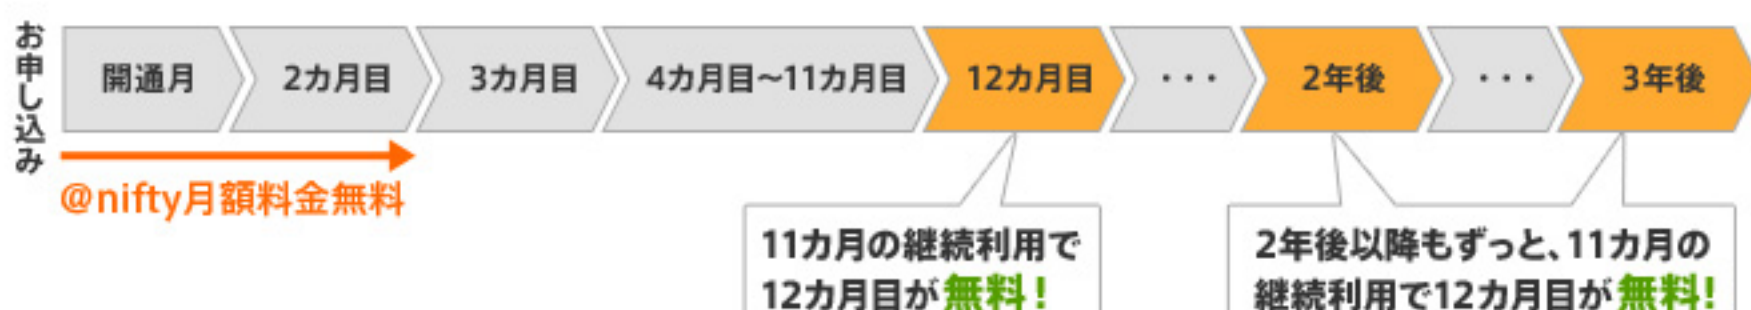 お申し込み
開通月
2カ月目
3カ月目
4カ月目～11カ月目
12カ月目
・・・
2年後
・・・
3年後
@nifty月額料金無料
11カ月の継続利用で
12カ月目が無料！
2年後以降もずっと、11カ月の
継続利用で12カ月目が無料!